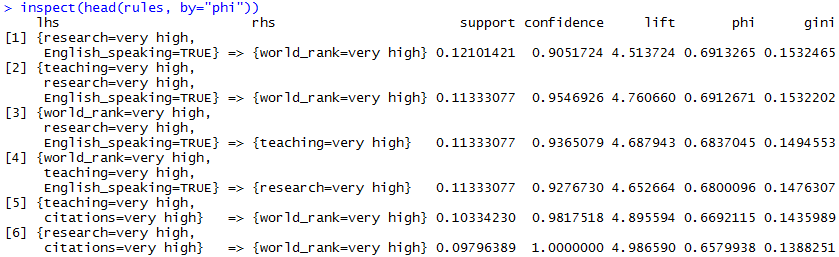 > inspect(head(rules, by="phi"))
lhs rhs support confidence lift phi gini
[1] {research=very high,
English_speaking=TRUE} => {world_rank=very high} 0.12101421 0.9051724 4.513724 0.6913265 0.1532465
[2] {teaching=very high,
research=very high,
English_speaking=TRUE} => {world_rank=very high} 0.11333077 0.9546926 4.760660 0.6912671 0.1532202
[3] {world_rank=very high,
research=very high,
English_speaking=TRUE} => {teaching=very high} 0.11333077 0.9365079 4.687943 0.6837045 0.1494553
[4] {world_rank=very high,
teaching=very high,
English_speaking=TRUE} => {research=very high} 0.11333077 0.9276730 4.652664 0.6800096 0.1476307
[5] {teaching=very high,
citations=very high} => {world_rank=very high} 0.10334230 0.9817518 4.895594 0.6692115 0.1435989
[6] {research=very high,
citations=very high} => {world_rank=very high} 0.09796389 1.0000000 4.986590 0.6579938 0.1388251